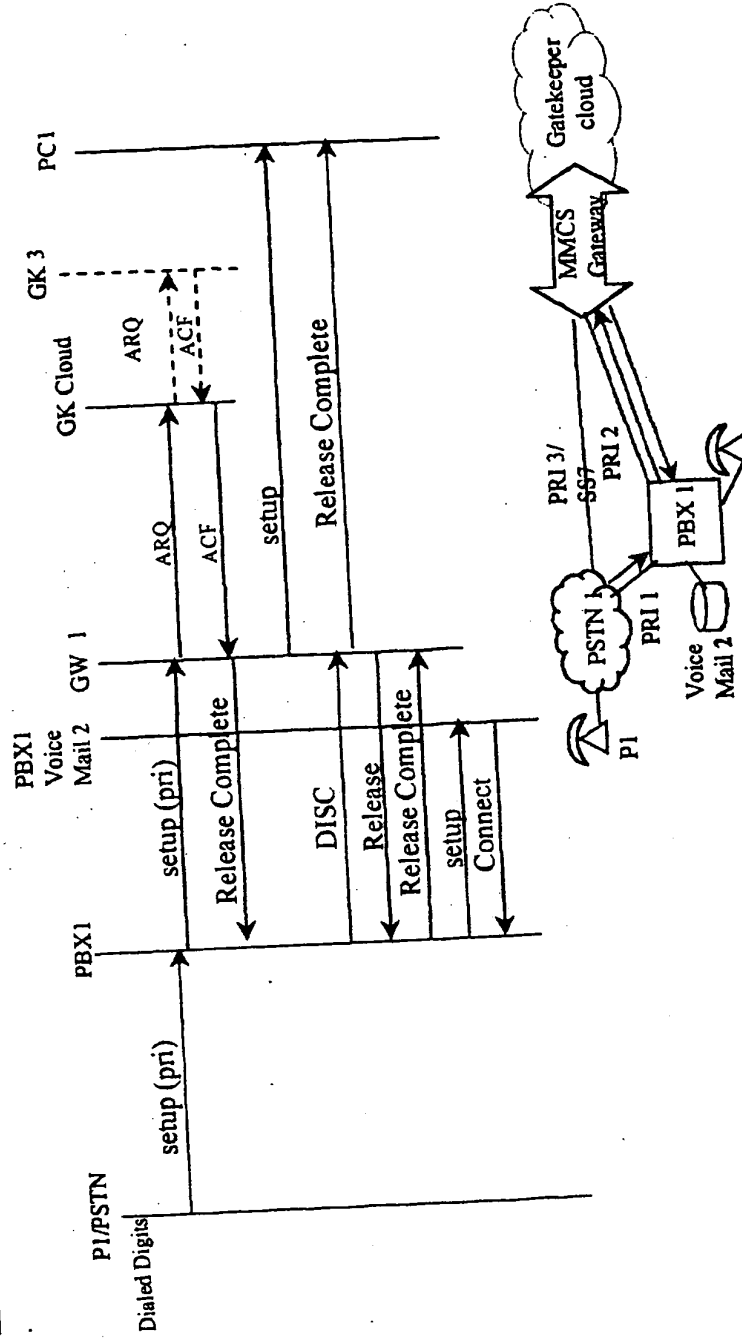 P1/PSTN
Dialed Digits
PBX1
PBX1
Voice
Mail 2
GW 1
GK Cloud
GK 3
PC1
setup (pri)
setup (pri)
ARQ
ARQ
Release Complete
ACF
ACF
setup
DISC
Release Complete
Release
Release Complete
setup
Connect
P1
PSTN 1
PRI 1
Voice
Mail 2
PBX 1
PRI 3/
SS7
PRI 2
MMCS
Gateway
Gatekeeper
cloud